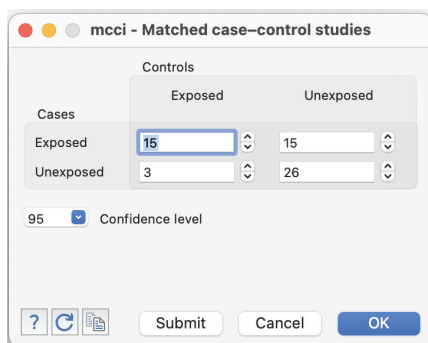 mcci - Matched case–control studies
Controls
Exposed Unexposed
Cases
Exposed 15 15
Unexposed 3 26
95 Confidence level
? Submit Cancel OK